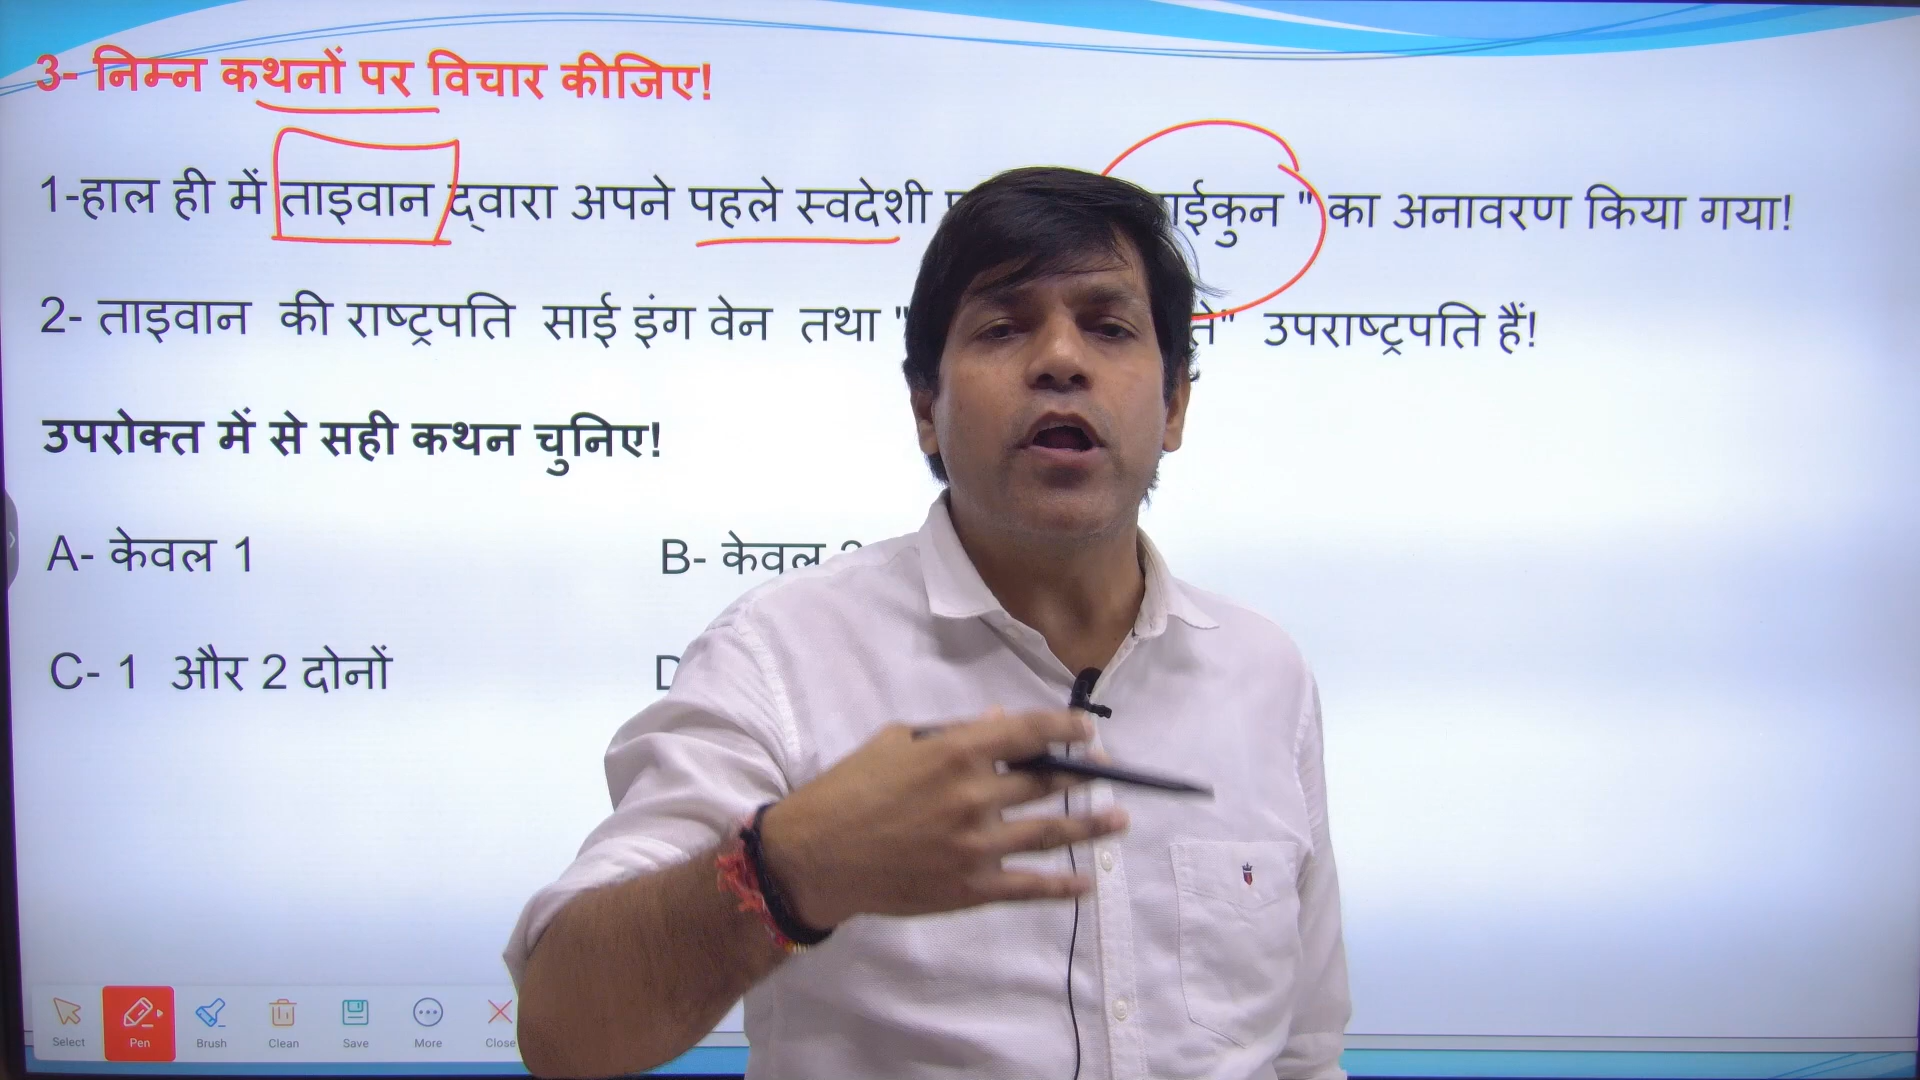 3- निम्न कथनों पर विचार कीजिए!
1-हाल ही में ताइवान द्वारा अपने पहले स्वदेशी " का अनावरण किया गया!
2- ताइवान की राष्ट्रपति साई इंग वेन तथा " " उपराष्ट्रपति हैं!
उपरोक्त में से सही कथन चुनिए!
A- केवल 1 B- केवल
C- 1 और 2 दोनों
Select Pen Brush Clean Save More Close